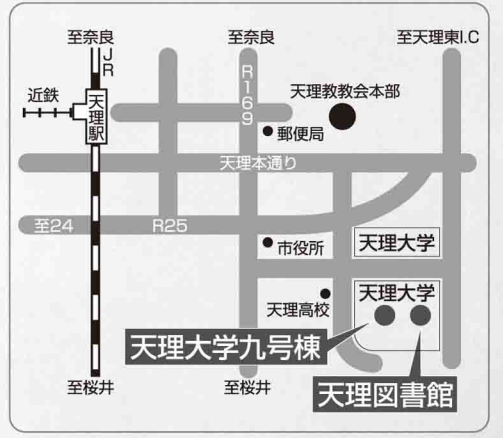 至奈良
至奈良
至天理東I.C
JR
近鉄
天理駅
R169
天理教教会本部
郵便局
天理本通り
至24
R25
市役所
天理大学
天理高校
天理大学
天理大学九号棟
天理図書館
至桜井
至桜井